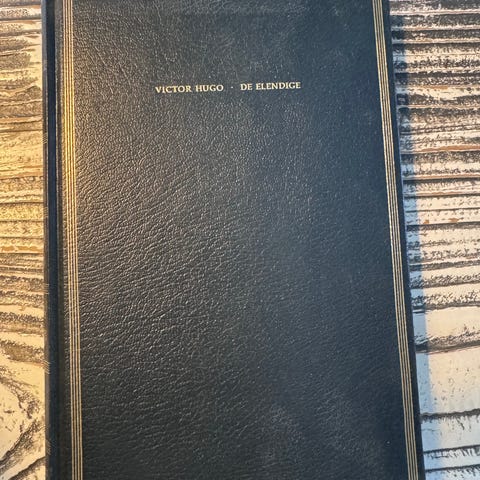 VICTOR HUGO · DE ELENDIGE